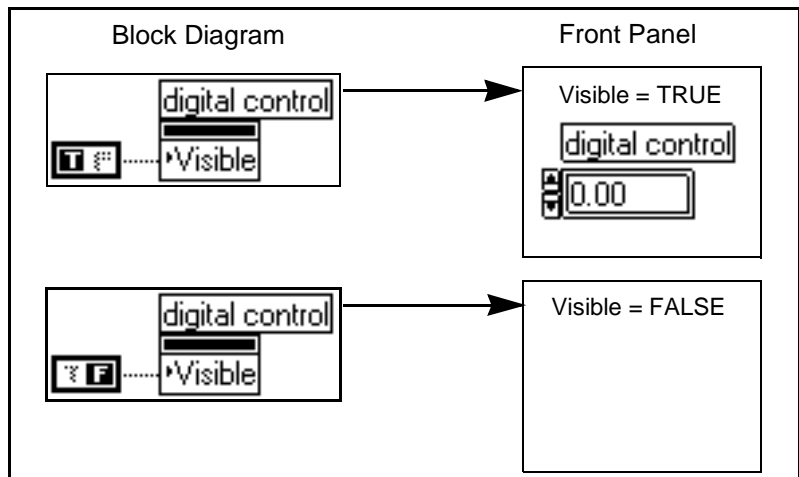 Block Diagram
Front Panel
digital control
T
Visible
Visible = TRUE
digital control
0.00
digital control
F
Visible
Visible = FALSE